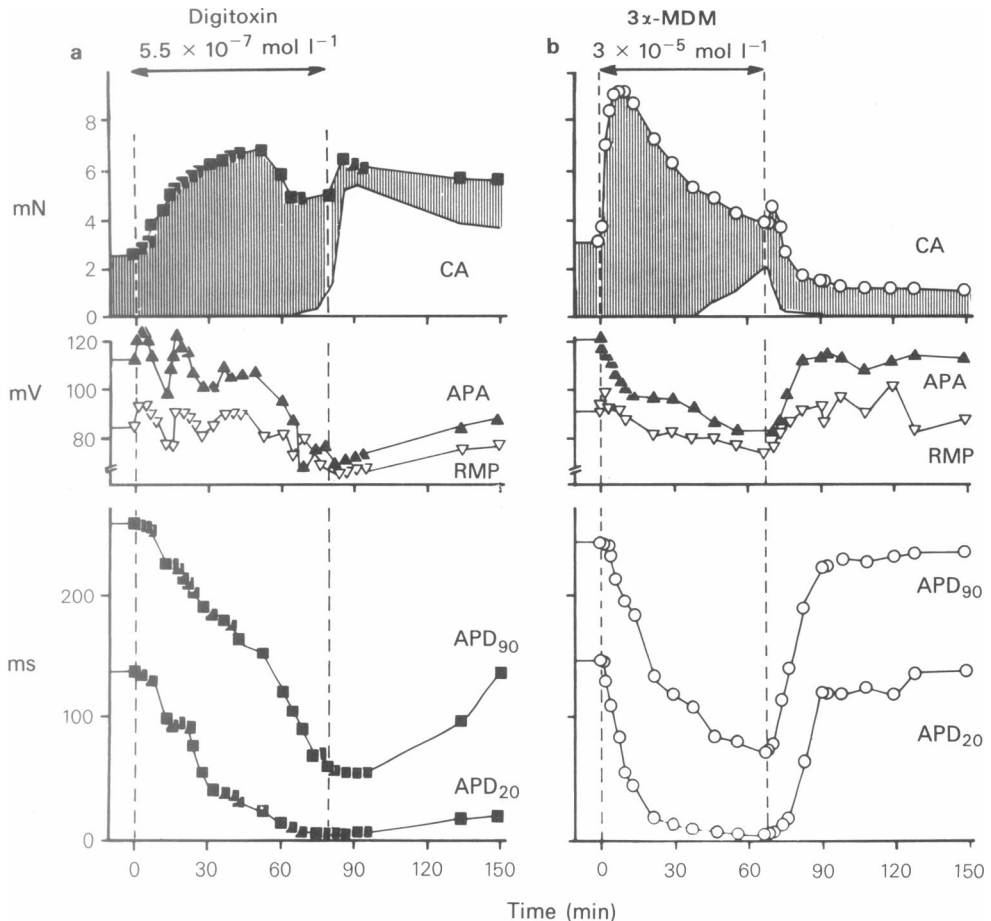 Digitoxin
a 5.5 × 10⁻⁷ mol l⁻¹
3α-MDM
b 3 × 10⁻⁵ mol l⁻¹
8
6
4
2
0
mN
CA
CA
120
100
80
mV
APA
RMP
APA
RMP
200
100
0
ms
APD₉₀
APD₂₀
APD₉₀
APD₂₀
0 30 60 90 120 150
0 30 60 90 120 150
Time (min)